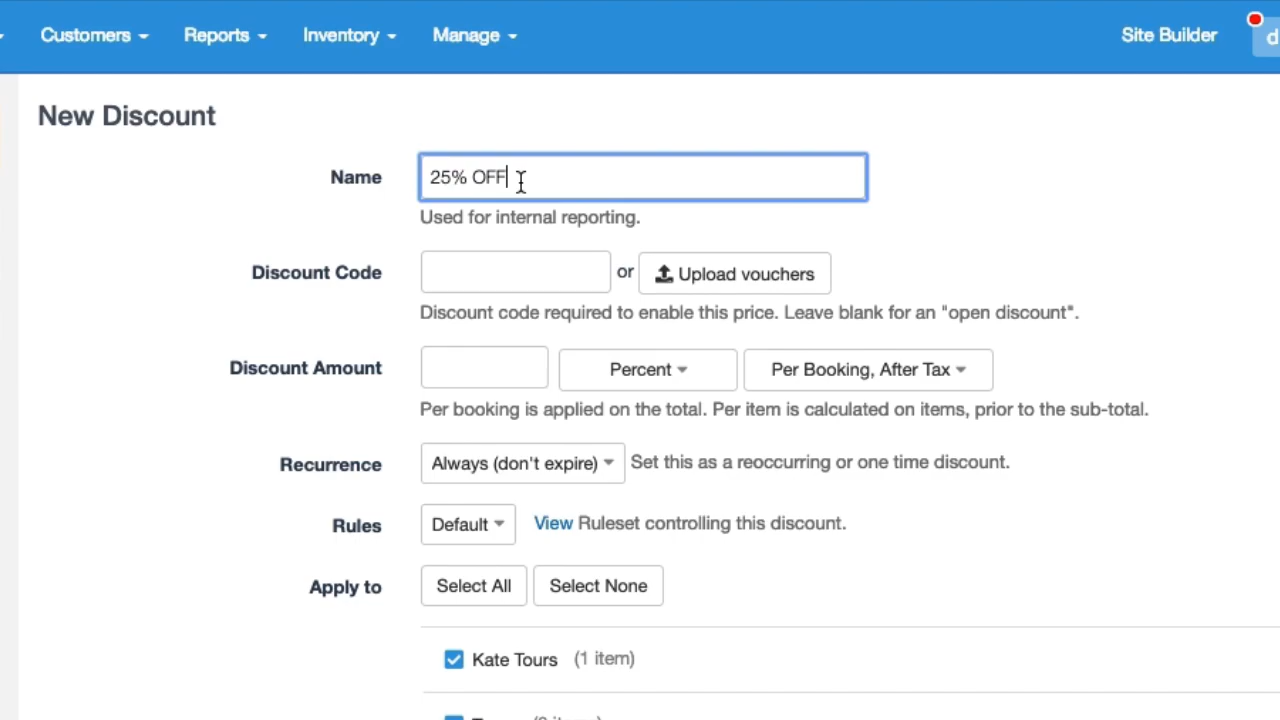 Customers Reports Inventory Manage Site Builder d
New Discount
Name 25% OFF
Used for internal reporting.
Discount Code or Upload vouchers
Discount code required to enable this price. Leave blank for an "open discount".
Discount Amount Percent Per Booking, After Tax
Per booking is applied on the total. Per item is calculated on items, prior to the sub-total.
Recurrence Always (don't expire) Set this as a reoccurring or one time discount.
Rules Default View Ruleset controlling this discount.
Apply to Select All Select None
Kate Tours (1 item)